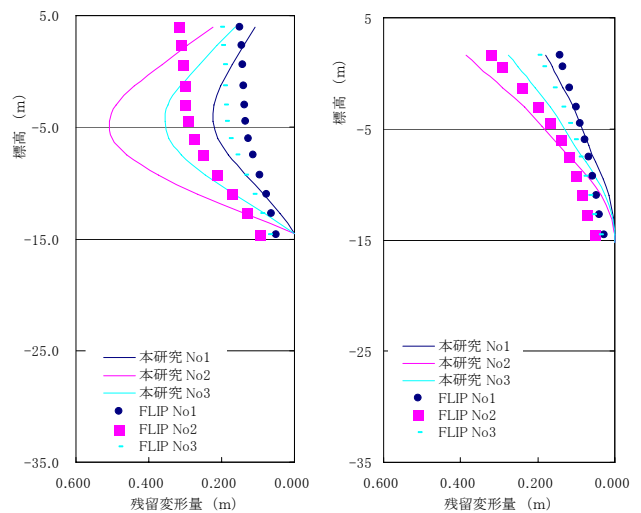 5.0
-5.0
-15.0
-25.0
-35.0
標高 (m)
本研究 No1
本研究 No2
本研究 No3
FLIP No1
FLIP No2
FLIP No3
0.600 0.400 0.200 0.000
残留変形量 (m)
5
-5
-15
-25
-35
標高 (m)
本研究 No1
本研究 No2
本研究 No3
FLIP No1
FLIP No2
FLIP No3
0.600 0.400 0.200 0.000
残留変形量 (m)